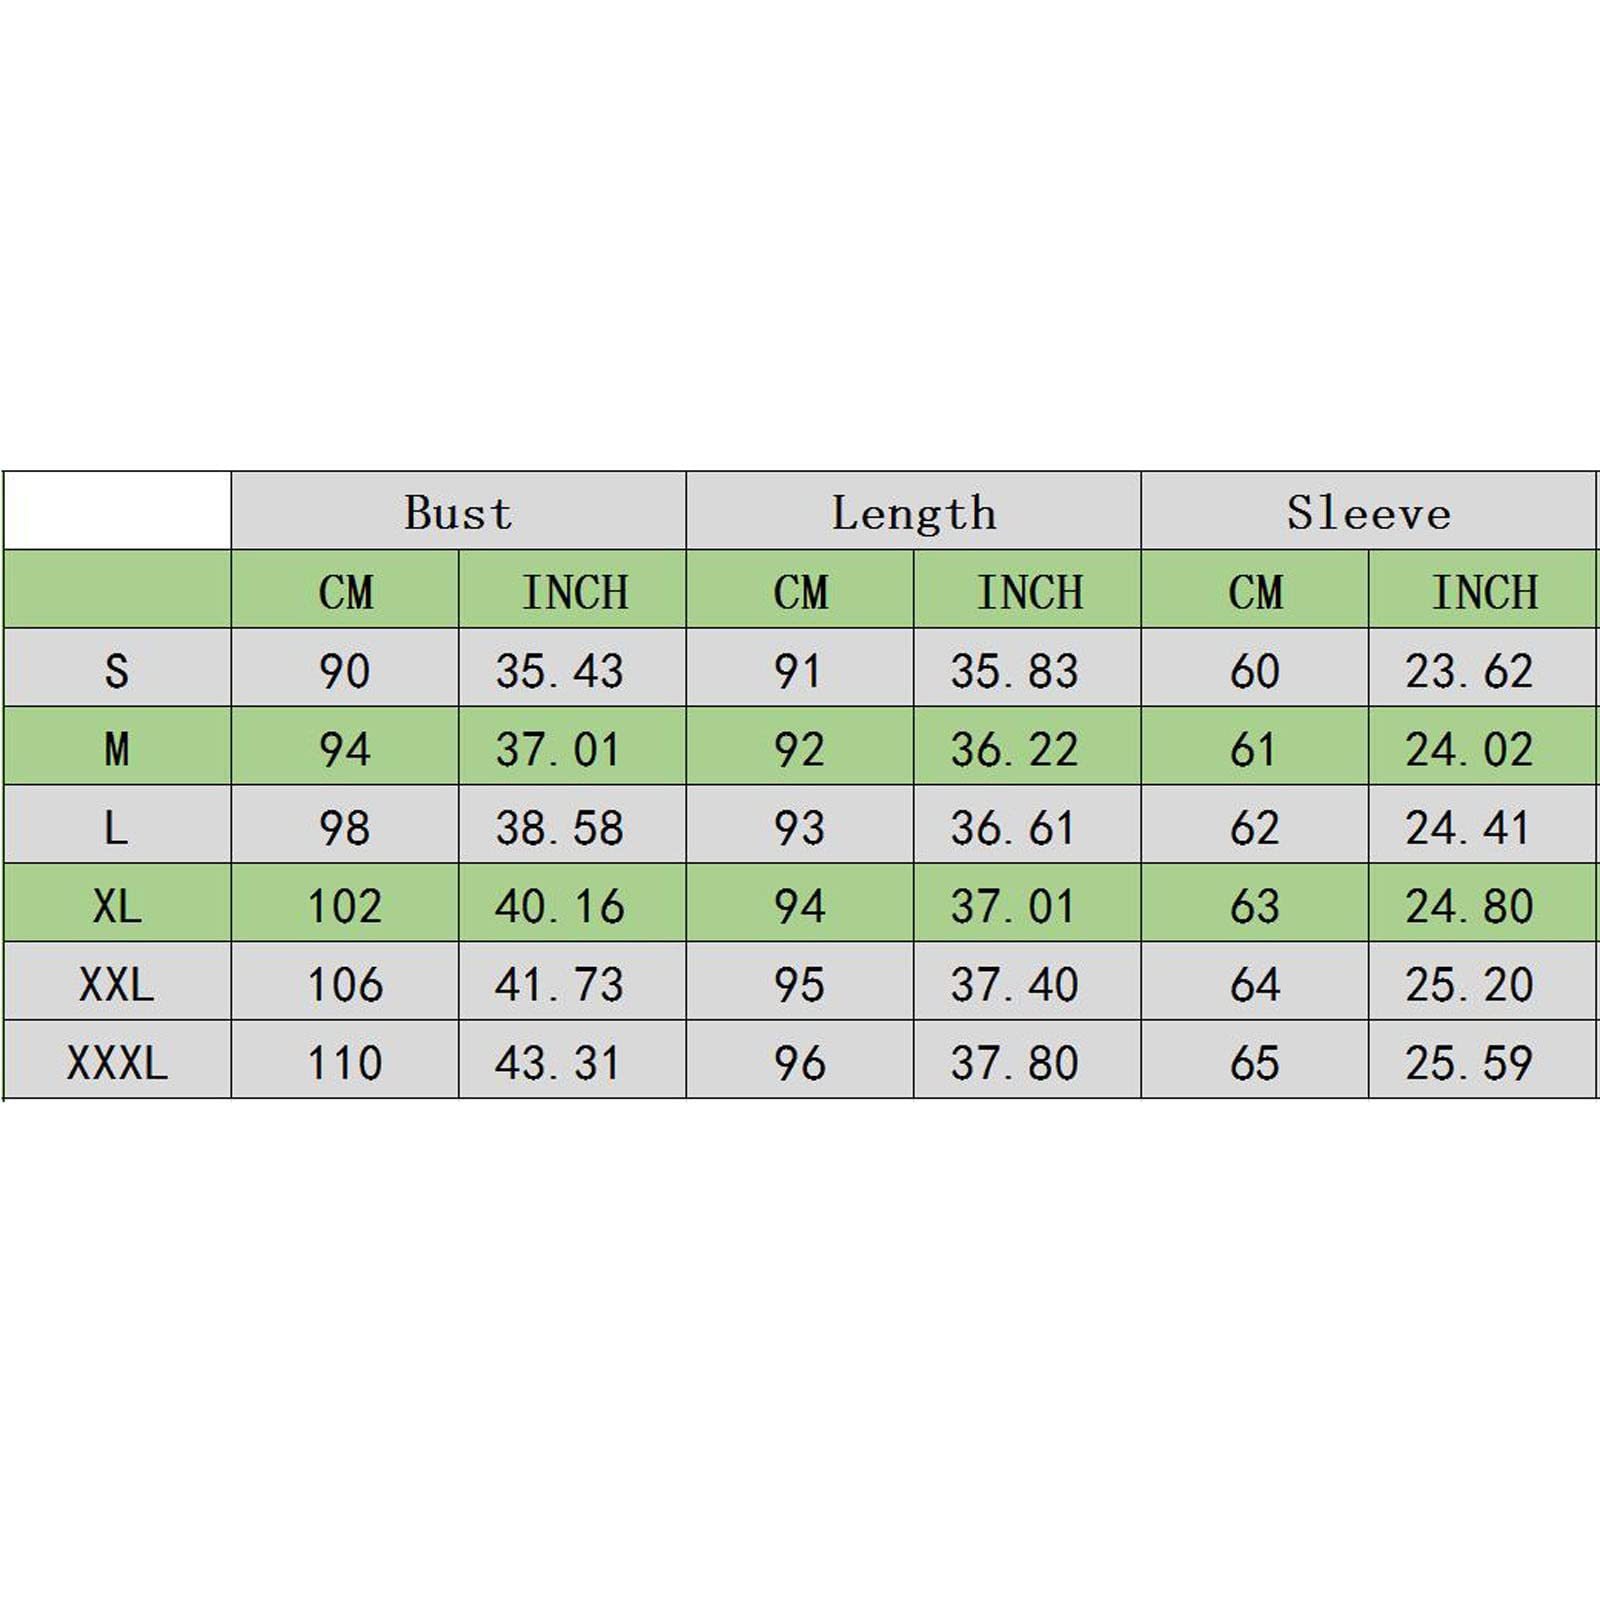 Bust Length Sleeve
CM INCH CM INCH CM INCH
S 90 35.43 91 35.83 60 23.62
M 94 37.01 92 36.22 61 24.02
L 98 38.58 93 36.61 62 24.41
XL 102 40.16 94 37.01 63 24.80
XXL 106 41.73 95 37.40 64 25.20
XXXL 110 43.31 96 37.80 65 25.59